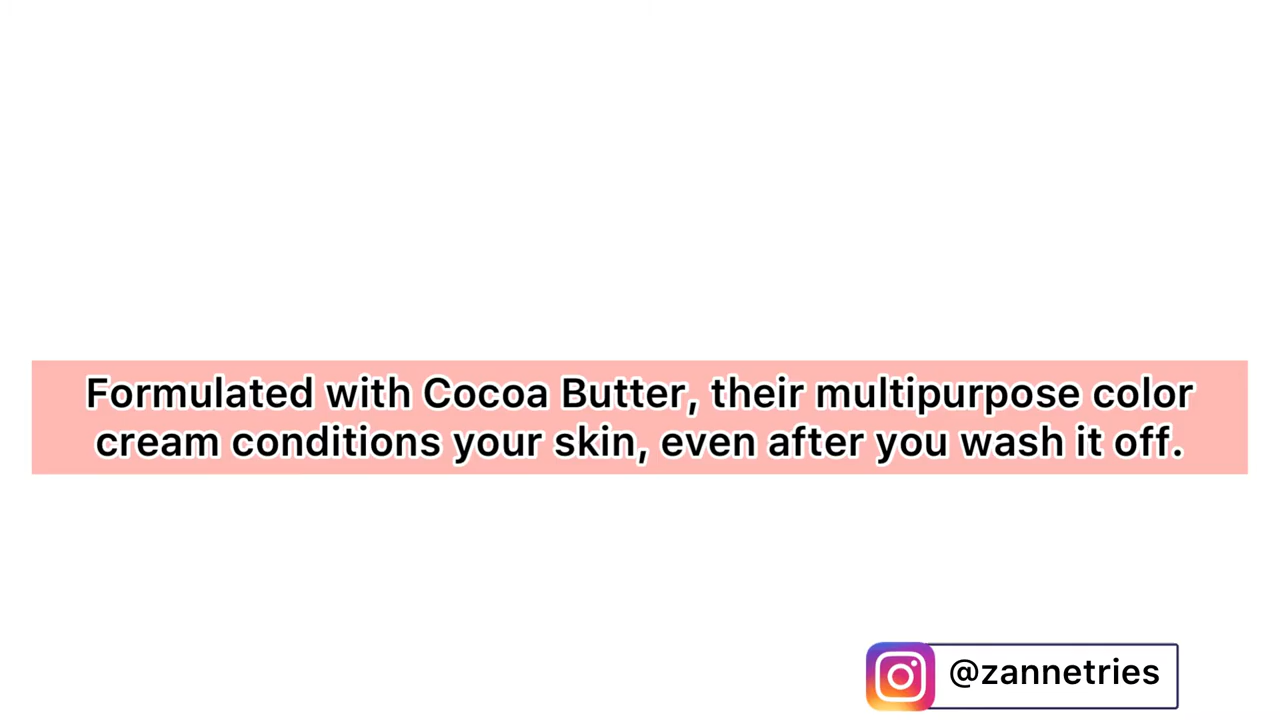 Formulated with Cocoa Butter, their multipurpose color
cream conditions your skin, even after you wash it off.
@zannetries